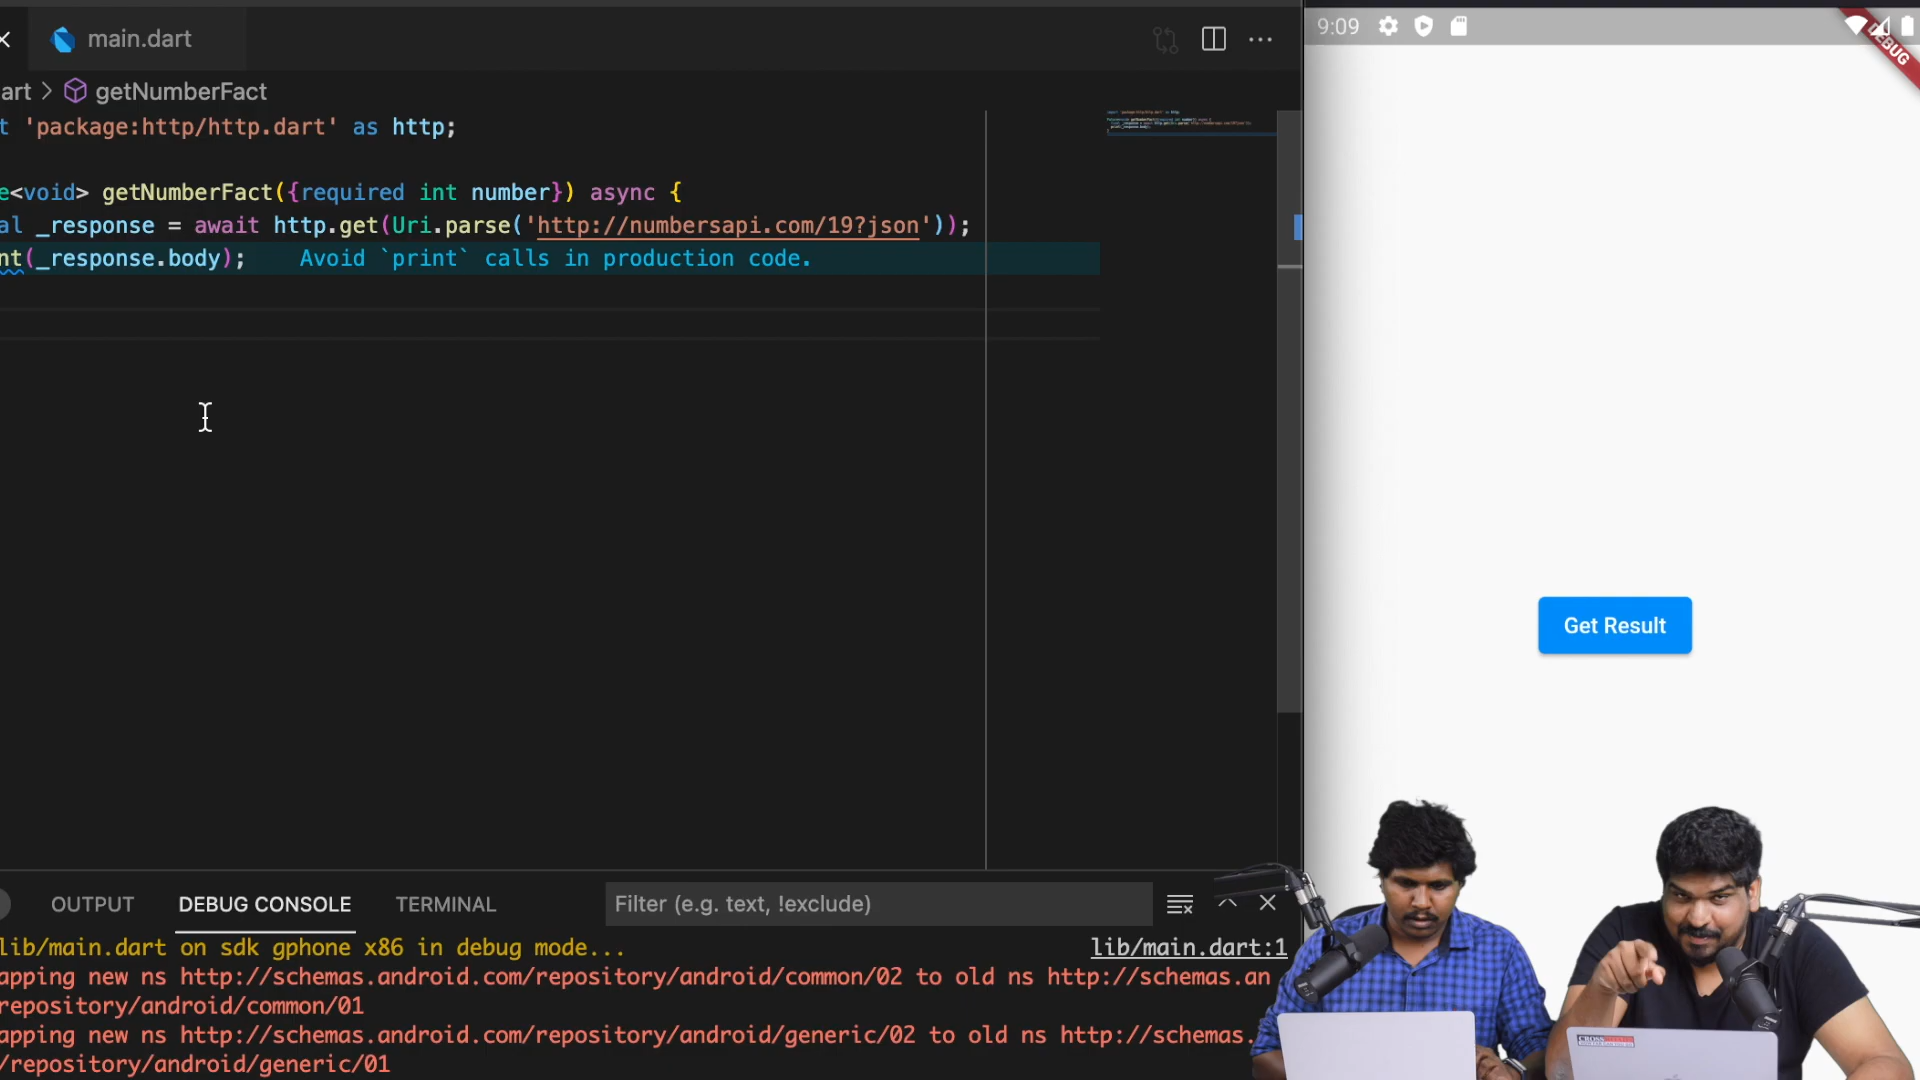 main.dart
art > getNumberFact
t 'package:http/http.dart' as http;
e<void> getNumberFact({required int number}) async {
al _response = await http.get(Uri.parse('http://numbersapi.com/19?json'));
nt(_response.body); Avoid `print` calls in production code.
OUTPUT DEBUG CONSOLE TERMINAL Filter (e.g. text, !exclude)
lib/main.dart on sdk gphone x86 in debug mode... lib/main.dart:1
apping new ns http://schemas.android.com/repository/android/common/02 to old ns http://schemas.an
repository/android/common/01
apping new ns http://schemas.android.com/repository/android/generic/02 to old ns http://schemas.
/repository/android/generic/01
9:09
DEBUG
Get Result
CROSS